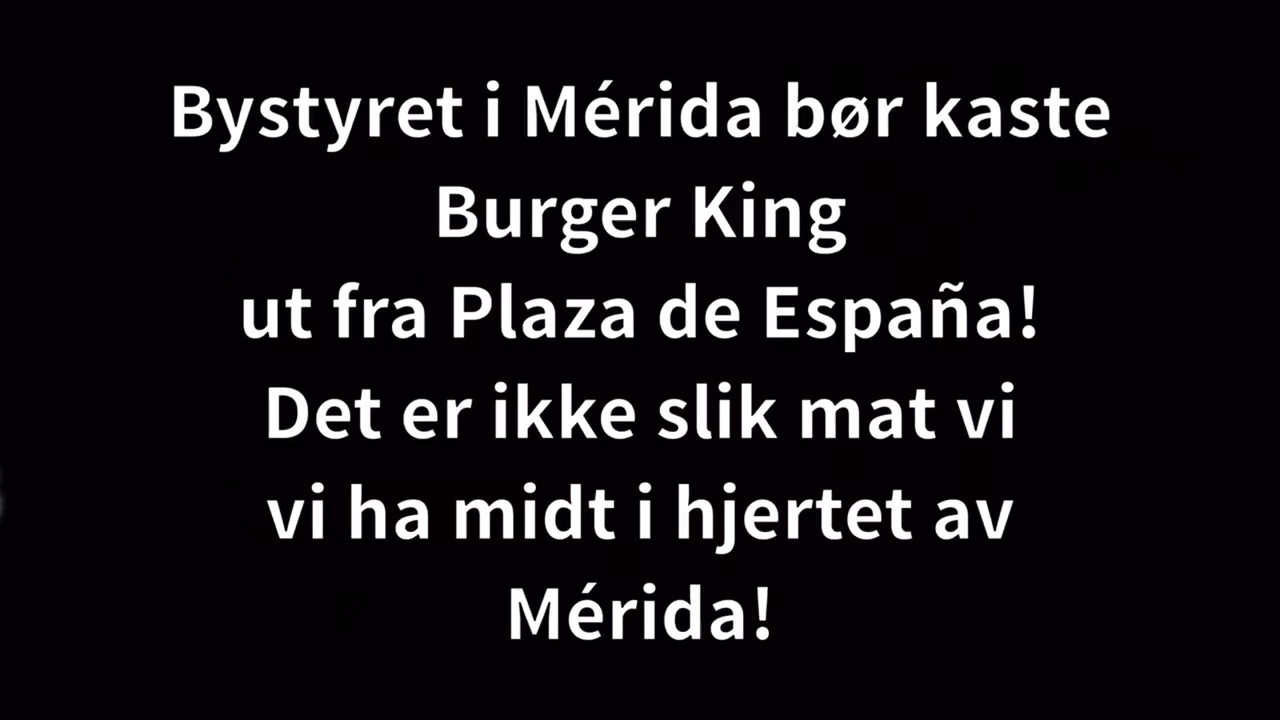 Bystyret i Mérida bør kaste
Burger King
ut fra Plaza de España!
Det er ikke slik mat vi
vi ha midt i hjertet av
Mérida!